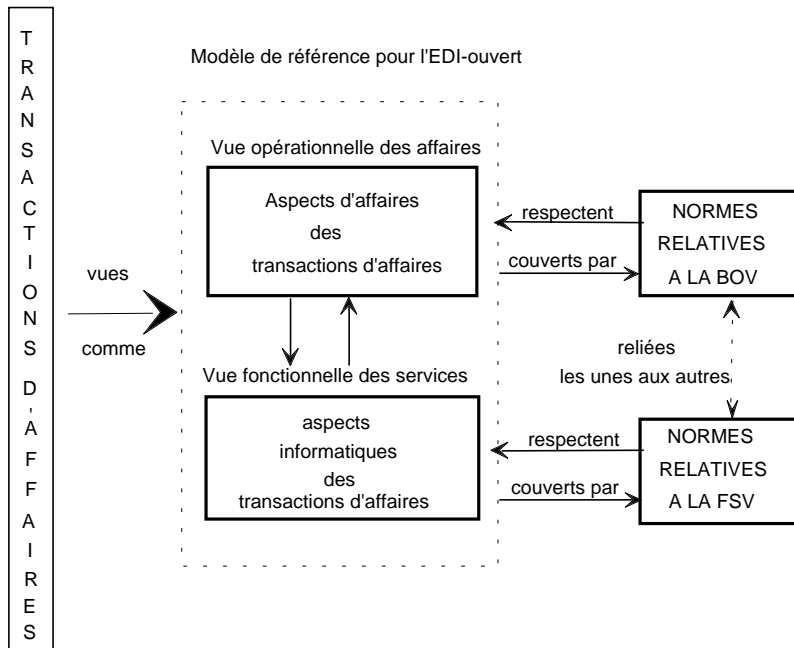 TRANSACTIONS D'AFFAIRES
Modèle de référence pour l'EDI-ouvert
vues
comme
Vue opérationnelle des affaires
Aspects d'affaires
des
transactions d'affaires
respectent
couverts par
NORMES
RELATIVES
A LA BOV
reliées
les unes aux autres
Vue fonctionnelle des services
aspects
informatiques
des
transactions d'affaires
respectent
couverts par
NORMES
RELATIVES
A LA FSV